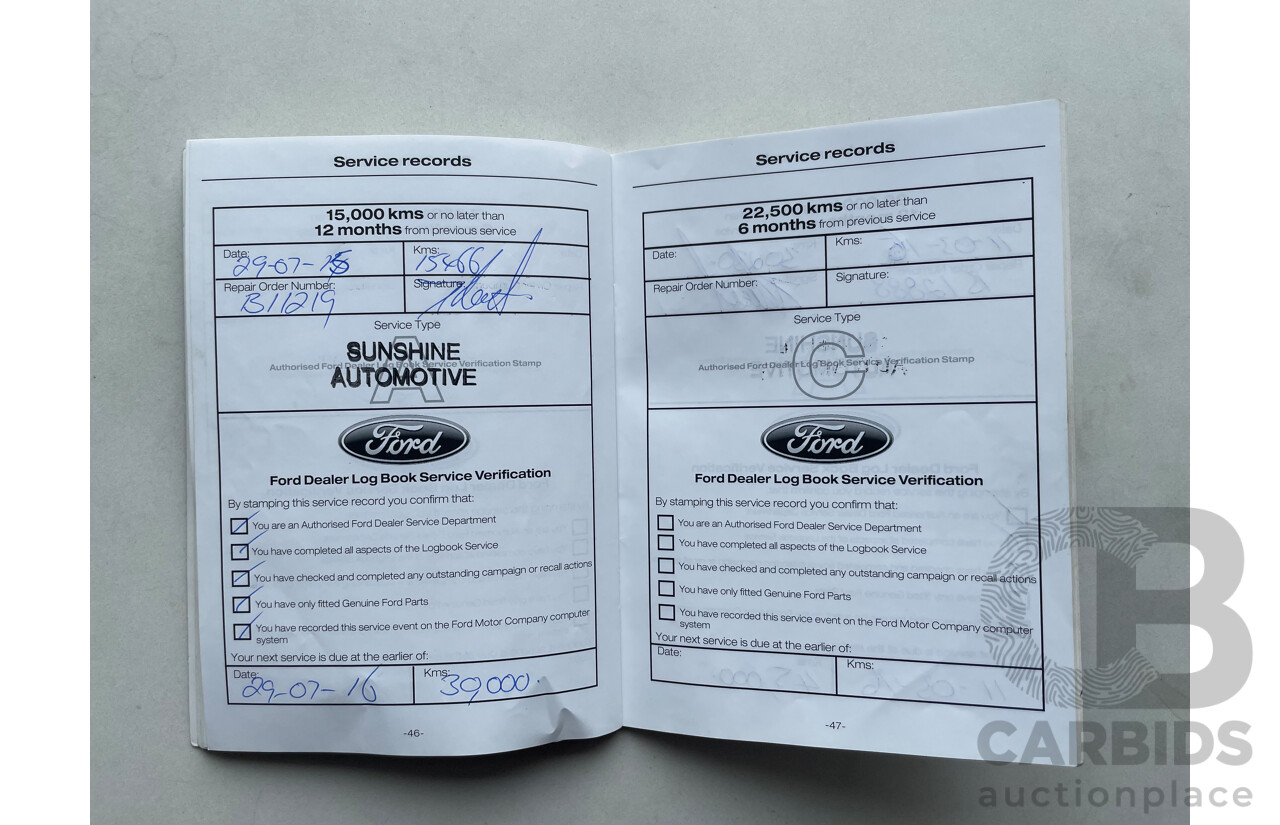 Service records
15,000 kms or no later than
12 months from previous service
Date: 29-07-15
Kms: 15466
Repair Order Number: B11219
Signature:
Service Type
A
Authorised Ford Dealer Log Book Service Verification Stamp
SUNSHINE
AUTOMOTIVE
Ford
Ford Dealer Log Book Service Verification
By stamping this service record you confirm that:
You are an Authorised Ford Dealer Service Department
You have completed all aspects of the Logbook Service
You have checked and completed any outstanding campaign or recall actions
You have only fitted Genuine Ford Parts
You have recorded this service event on the Ford Motor Company computer
system
Your next service is due at the earlier of:
Date: 29-07-16
Kms: 39000
-46-
Service records
22,500 kms or no later than
6 months from previous service
Date:
Kms:
Repair Order Number:
Signature:
Service Type
C
Authorised Ford Dealer Log Book Service Verification Stamp
Ford
Ford Dealer Log Book Service Verification
By stamping this service record you confirm that:
You are an Authorised Ford Dealer Service Department
You have completed all aspects of the Logbook Service
You have checked and completed any outstanding campaign or recall actions
You have only fitted Genuine Ford Parts
You have recorded this service event on the Ford Motor Company computer
system
Your next service is due at the earlier of:
Date:
Kms:
-47-
CB
CARBIDS
auctionplace